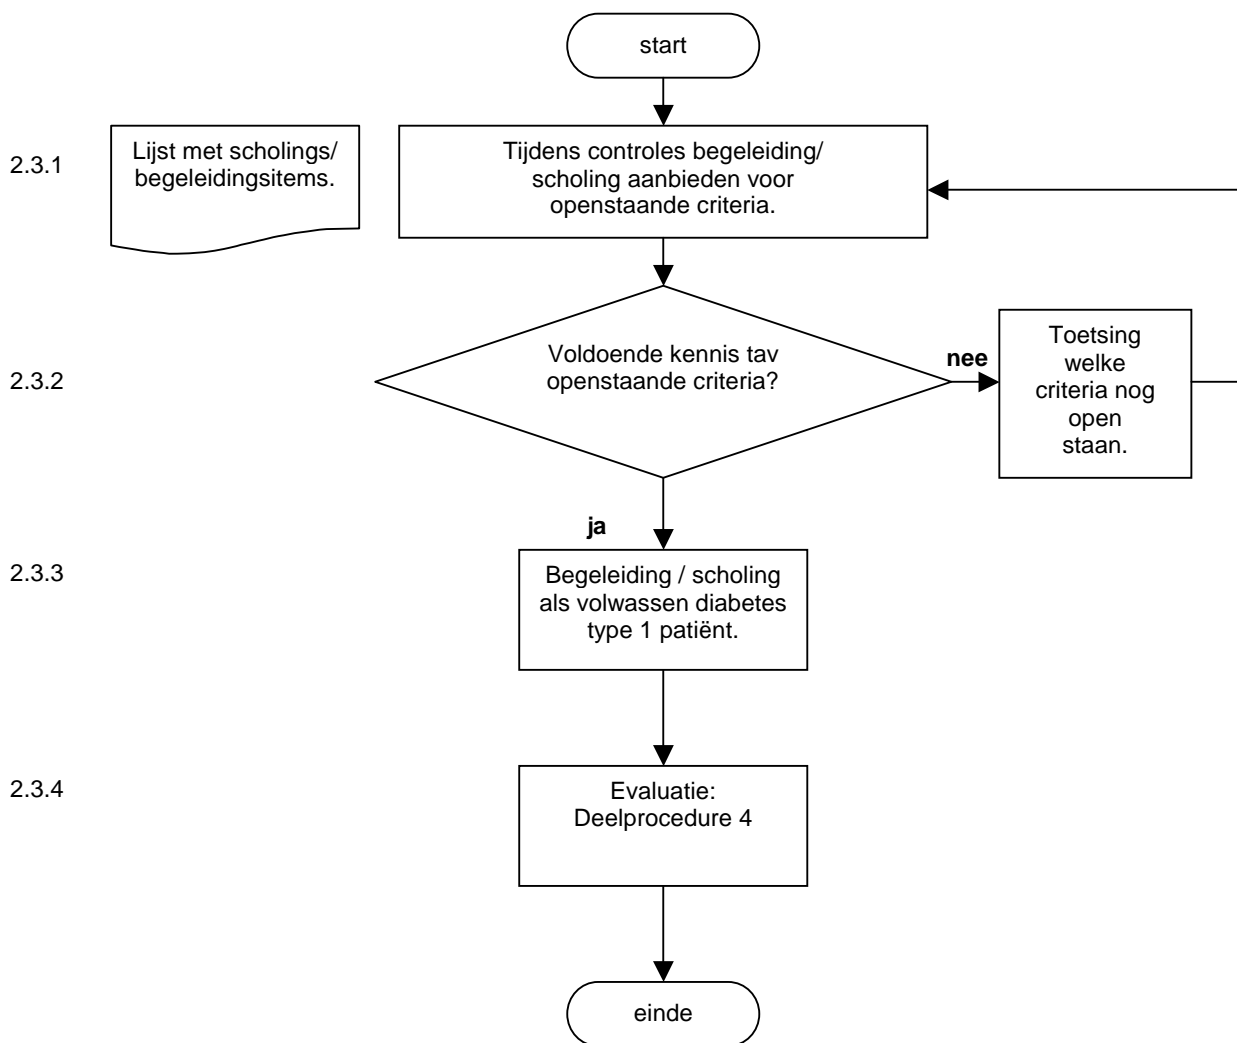 start
2.3.1
Lijst met scholings/
begeleidingsitems.
Tijdens controles begeleiding/
scholing aanbieden voor
openstaande criteria.
2.3.2
Voldoende kennis tav
openstaande criteria?
nee
Toetsing
welke
criteria nog
open
staan.
ja
2.3.3
Begeleiding / scholing
als volwassen diabetes
type 1 patiënt.
2.3.4
Evaluatie:
Deelprocedure 4
einde